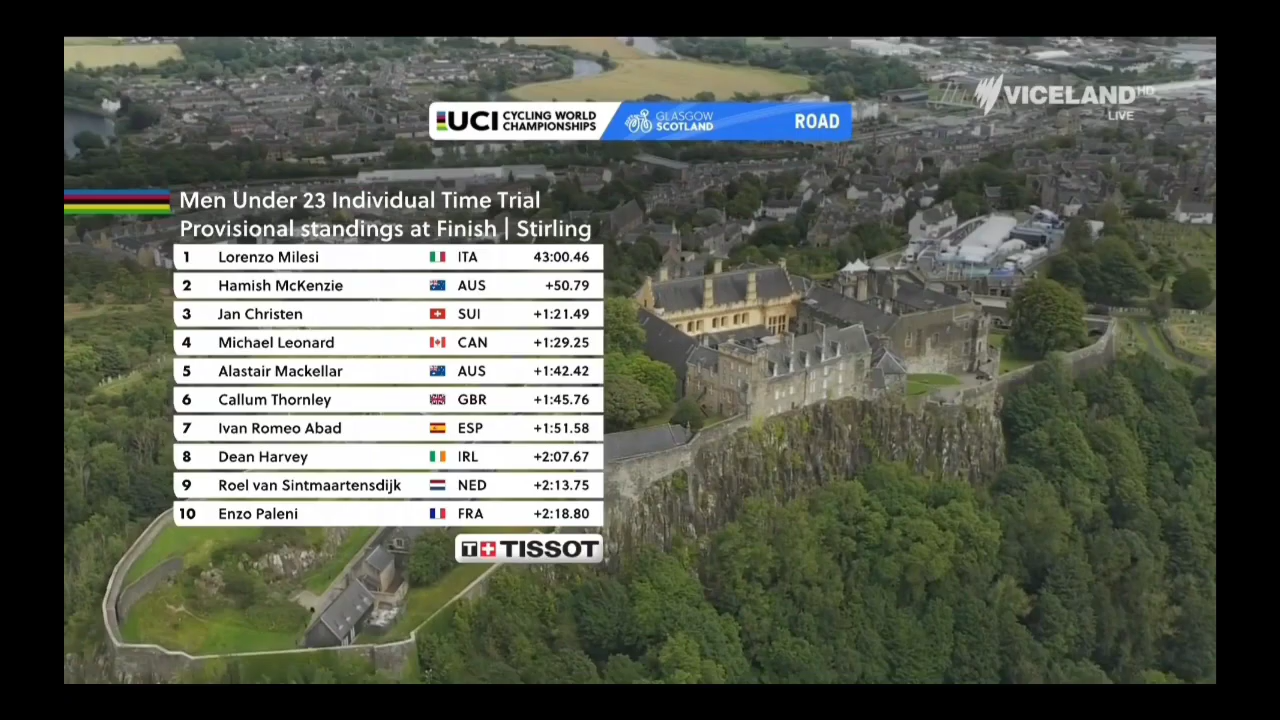 UCI CYCLING WORLD CHAMPIONSHIPS GLASGOW SCOTLAND ROAD
VICELAND HD
LIVE
Men Under 23 Individual Time Trial
Provisional standings at Finish | Stirling
1 Lorenzo Milesi ITA 43:00.46
2 Hamish McKenzie AUS +50.79
3 Jan Christen SUI +1:21.49
4 Michael Leonard CAN +1:29.25
5 Alastair Mackellar AUS +1:42.42
6 Callum Thornley GBR +1:45.76
7 Ivan Romeo Abad ESP +1:51.58
8 Dean Harvey IRL +2:07.67
9 Roel van Sintmaartensdijk NED +2:13.75
10 Enzo Paleni FRA +2:18.80
T+ TISSOT